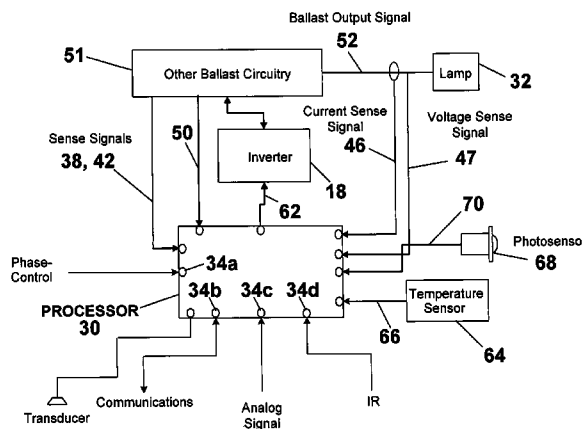 Ballast Output Signal
51
52
Other Ballast Circuitry
Lamp
32
Current Sense
Signal
46
Voltage Sense
Signal
47
Sense Signals
38, 42
50
Inverter
18
62
70
Photosenso
68
Phase-
Control
34a
PROCESSOR
30
34b
34c
34d
Temperature
Sensor
66
64
Transducer
Communications
Analog
Signal
IR